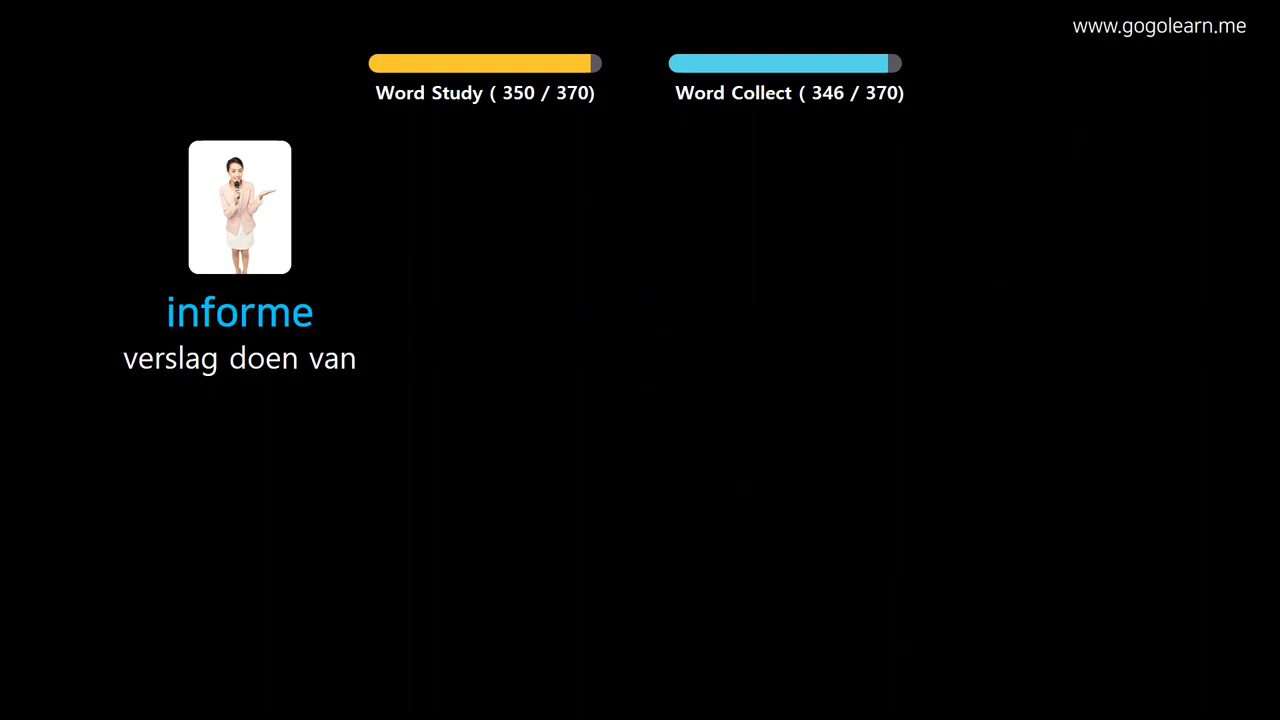 www.gogolearn.me
Word Study ( 350 / 370)
Word Collect ( 346 / 370)
informe
verslag doen van